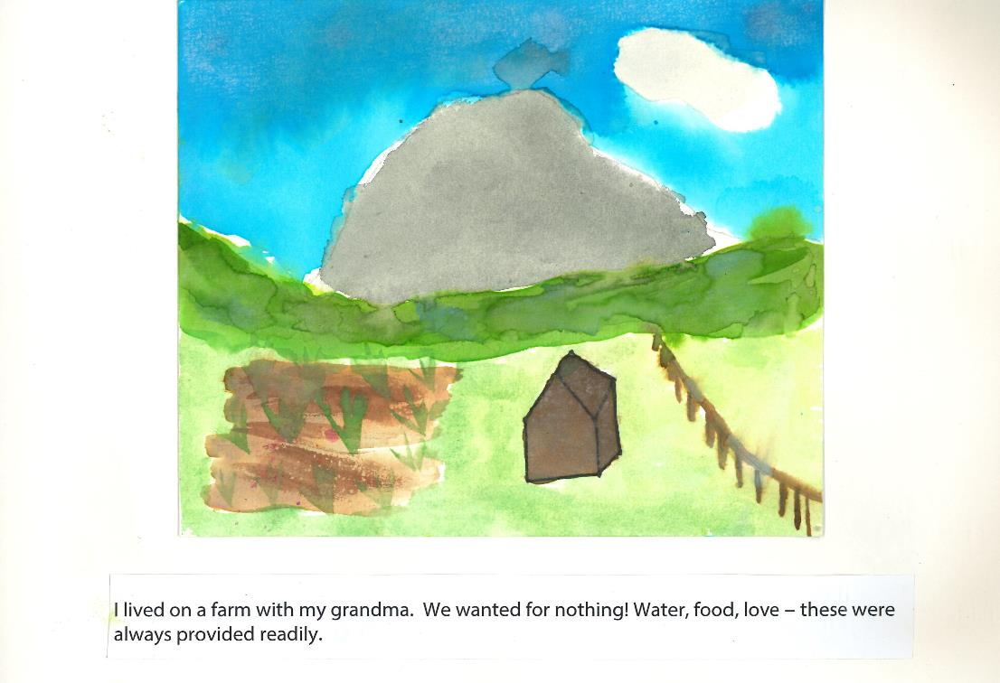 I lived on a farm with my grandma.  We wanted for nothing! Water, food, love – these were
always provided readily.